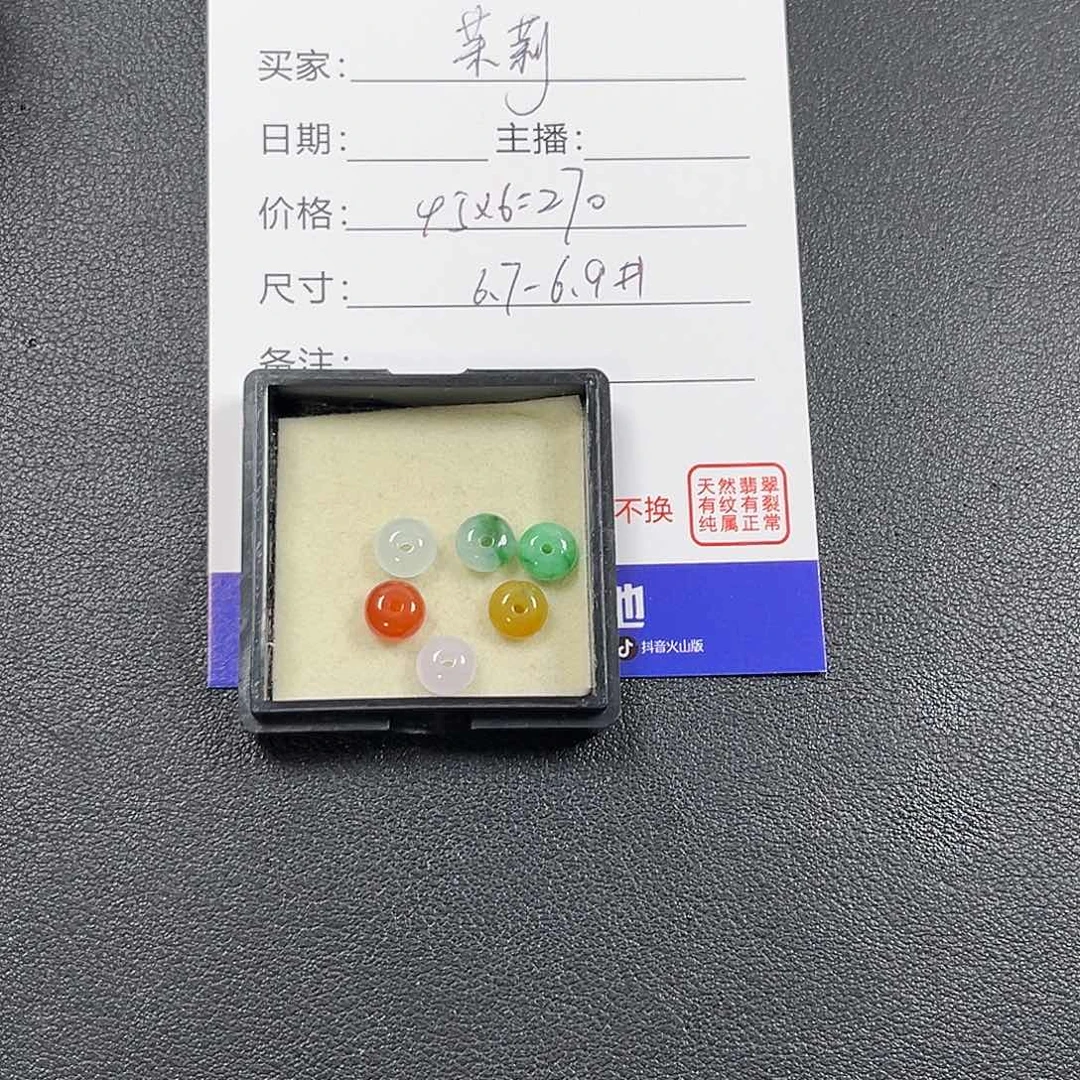 买家: 茉莉
日期: 主播:
价格: 45x6=270
尺寸: 6.7-6.9#
备注:
不换
天然翡翠
有纹有裂
纯属正常
地
抖音火山版